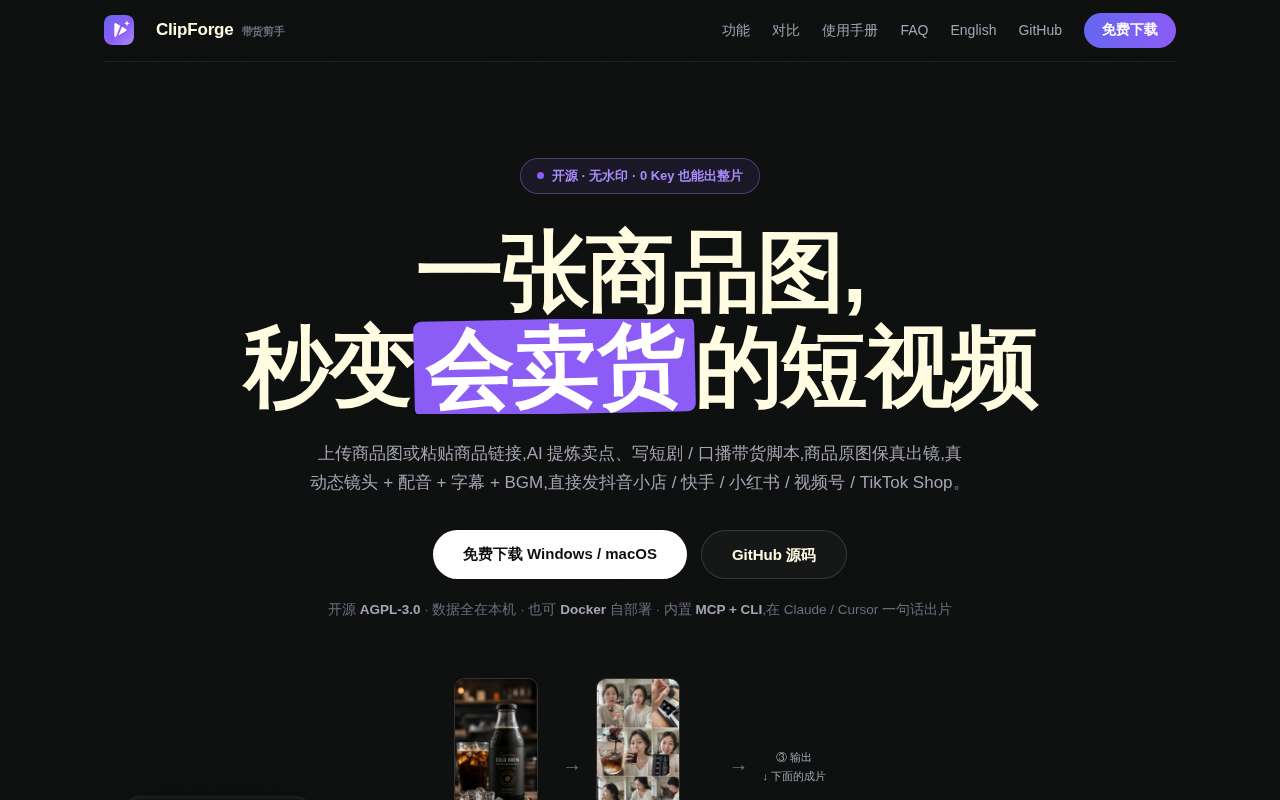 ClipForge 带货剪手
功能 对比 使用手册 FAQ English GitHub 免费下载
开源 · 无水印 · 0 Key 也能出整片
一张商品图,
秒变会卖货的短视频
上传商品图或粘贴商品链接,AI 提炼卖点、写短剧 / 口播带货脚本,商品原图保真出镜,真
动态镜头 + 配音 + 字幕 + BGM,直接发抖音小店 / 快手 / 小红书 / 视频号 / TikTok Shop。
免费下载 Windows / macOS GitHub 源码
开源 AGPL-3.0 · 数据全在本机 · 也可 Docker 自部署 · 内置 MCP + CLI,在 Claude / Cursor 一句话出片
COLD BREW
→ →
③ 输出
↓ 下面的成片